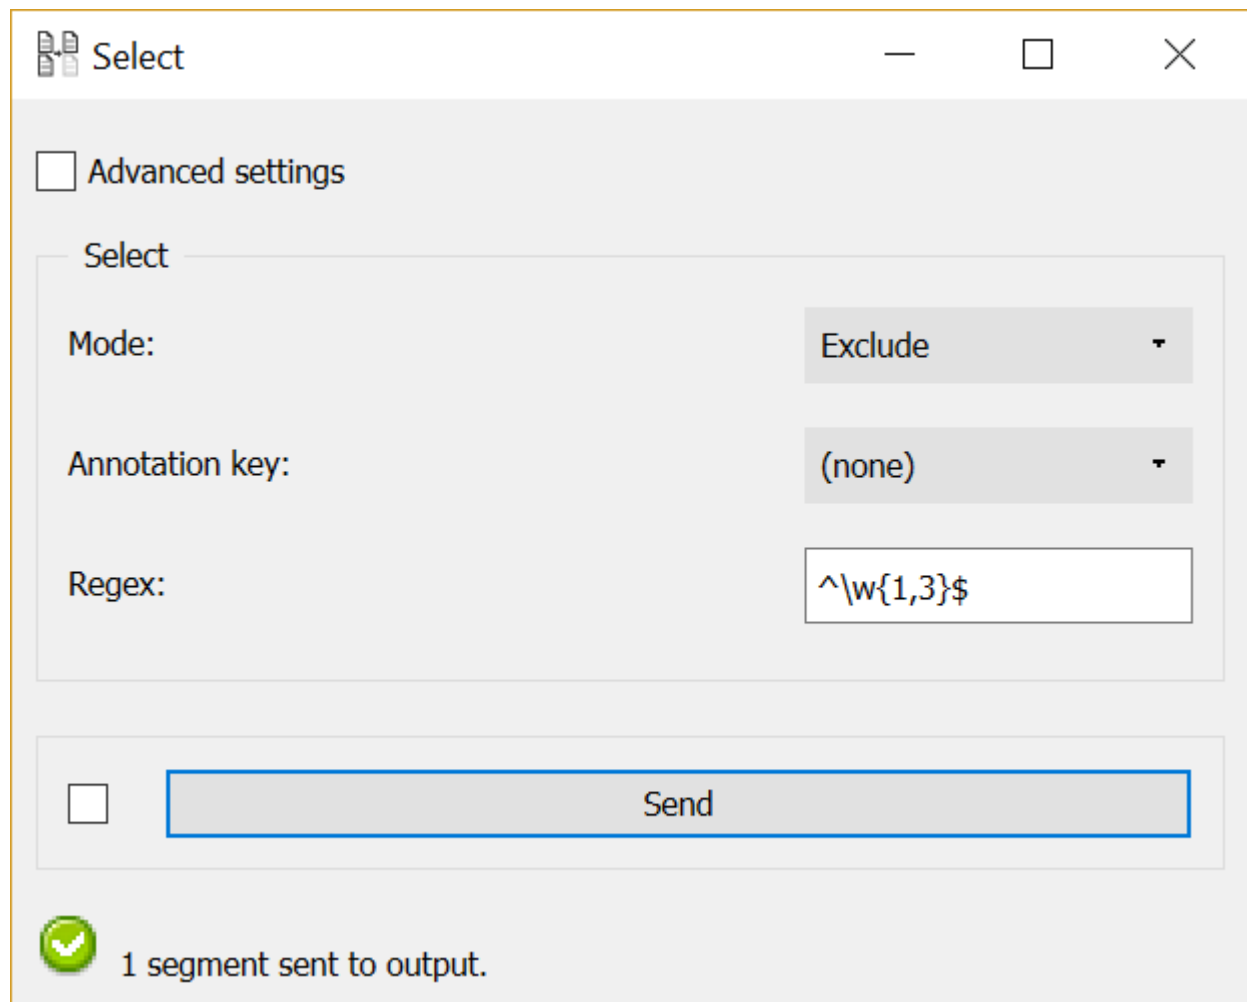 Select
Advanced settings
Select
Mode: Exclude
Annotation key: (none)
Regex: ^\w{1,3}$
Send
1 segment sent to output.